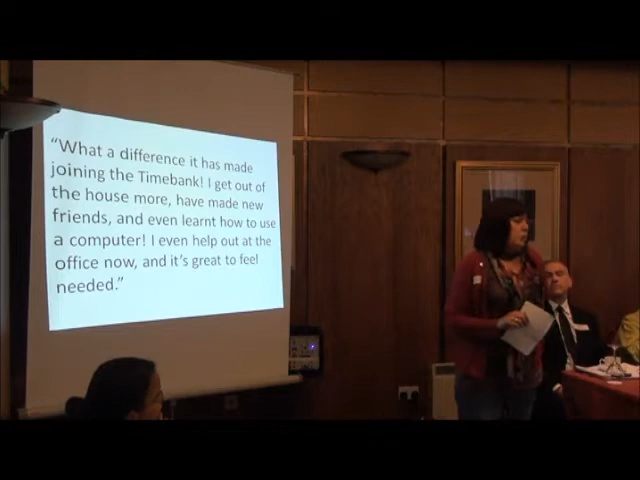 “What a difference it has made
joining the Timebank! I get out of
the house more, have made new
friends, and even learnt how to use
a computer! I even help out at the
office now, and it’s great to feel
needed.”